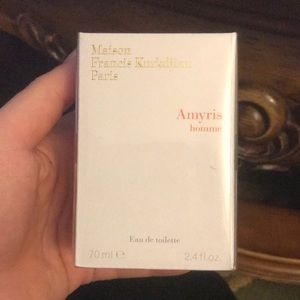 Maison
Francis Kurkdjian
Paris
Amyris
homme
Eau de toilette
70 ml ℮ 2.4 fl.oz.